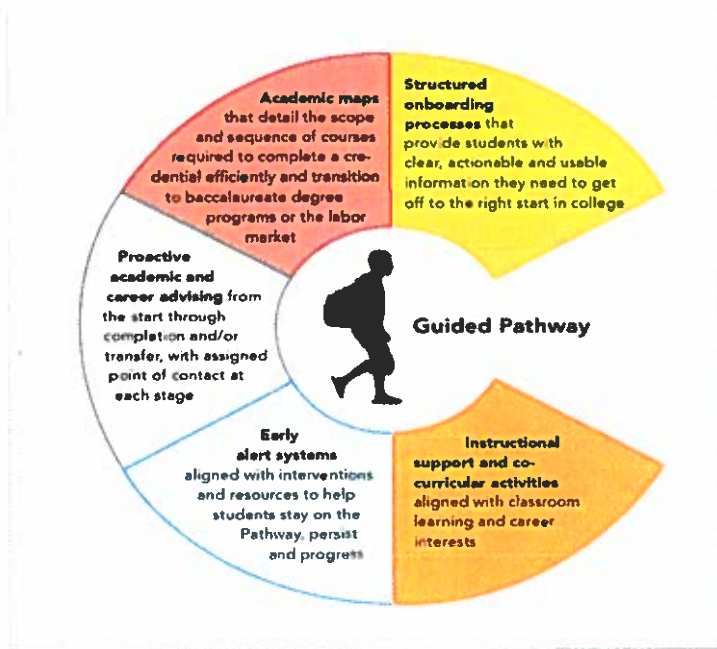 Academic maps
that detail the scope
and sequence of courses
required to complete a cre-
dential efficiently and transition
to baccalaureate degree
programs or the labor
market
Structured
onboarding
processes that
provide students with
clear, actionable and usable
information they need to get
off to the right start in college
Proactive
academic and
career advising from
the start through
completion and/or
transfer, with assigned
point of contact at
each stage
Guided Pathway
Early
alert systems
aligned with interventions
and resources to help
students stay on the
Pathway, persist
and progress
Instructional
support and co-
curricular activities
aligned with classroom
learning and career
interests